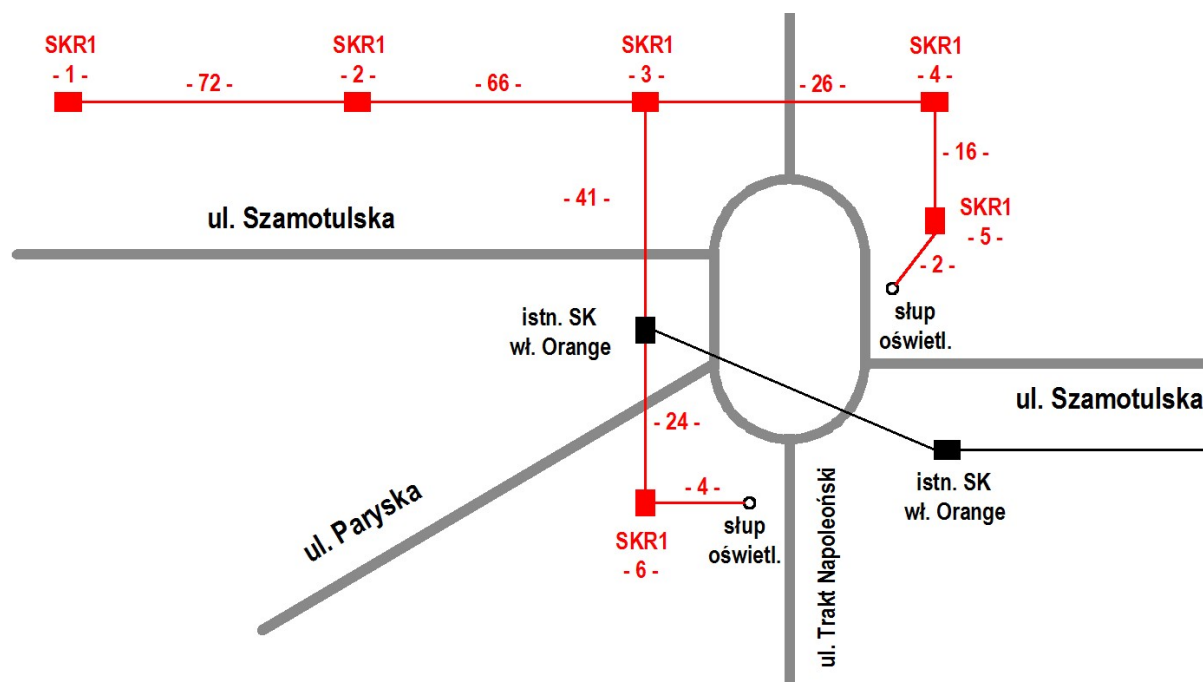 SKR1
- 1 -
SKR1
- 2 -
SKR1
- 3 -
SKR1
- 4 -
- 72 -
- 66 -
- 26 -
- 16 -
- 41 -
ul. Szamotulska
SKR1
- 5 -
- 2 -
słup
oświetl.
istn. SK
wł. Orange
ul. Szamotulska
- 24 -
ul. Paryska
- 4 -
słup
oświetl.
SKR1
- 6 -
ul. Trakt Napoleoński
istn. SK
wł. Orange